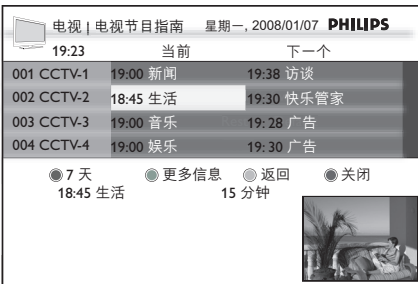 电视 | 电视节目指南 星期一, 2008/01/07 PHILIPS
19:23 当前 下一个
001 CCTV-1 19:00 新闻 19:38 访谈
002 CCTV-2 18:45 生活 19:30 快乐管家
003 CCTV-3 19:00 音乐 19:28 广告
004 CCTV-4 19:00 娱乐 19:30 广告
7 天 更多信息 返回 关闭
18:45 生活 15 分钟